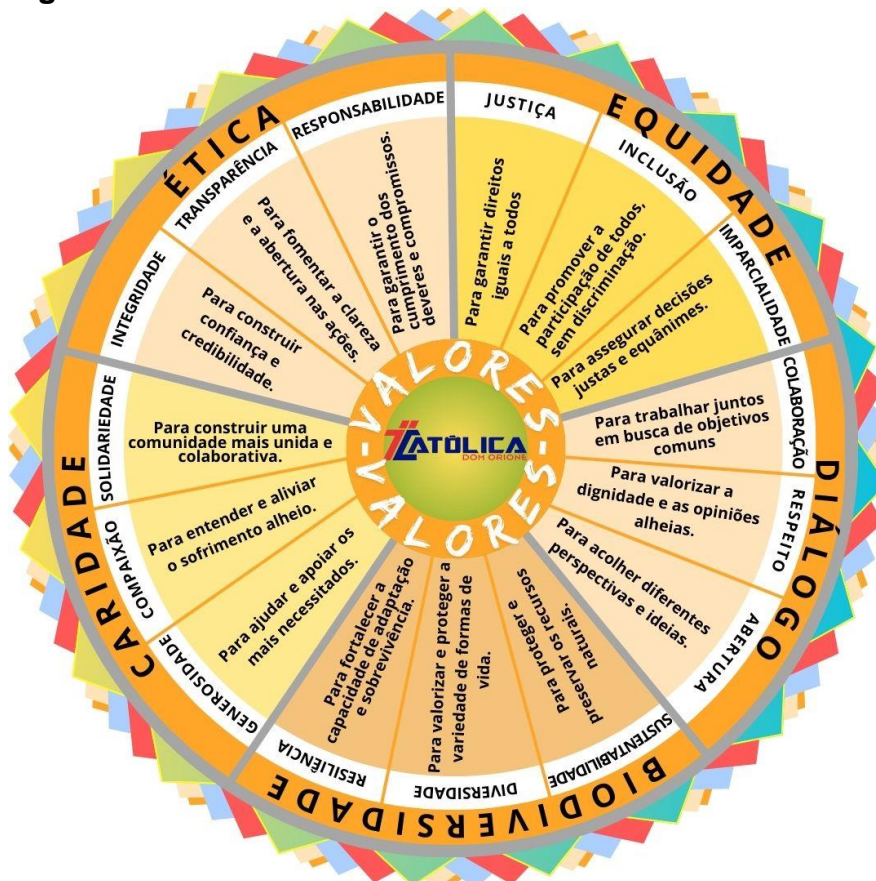 ÉTICA
RESPONSABILIDADE
Para garantir o
cumprimento dos
deveres e compromissos.
TRANSPARÊNCIA
Para fomentar a clareza
e a abertura nas ações.
INTEGRIDADE
Para construir
confiança e
credibilidade.
EQUIDADE
JUSTIÇA
Para garantir direitos
iguais a todos
INCLUSÃO
Para promover a
participação de todos,
sem discriminação.
IMPARCIALIDADE
Para assegurar decisões
justas e equânimes.
DIÁLOGO
COLABORAÇÃO
Para trabalhar juntos
em busca de objetivos
comuns
RESPEITO
Para valorizar a
dignidade e as opiniões
alheias.
ABERTURA
Para acolher diferentes
perspectivas e ideias.
BIODIVERSIDADE
SUSTENTABILIDADE
Para proteger e
preservar os recursos
naturais.
DIVERSIDADE
Para valorizar e proteger a
variedade de formas de
vida.
RESILIÊNCIA
Para fortalecer a
capacidade de adaptação
e sobrevivência.
CARIDADE
GENEROSIDADE
Para ajudar e apoiar os
mais necessitados.
COMPAIXÃO
Para entender e aliviar
o sofrimento alheio.
SOLIDARIEDADE
Para construir uma
comunidade mais unida e
colaborativa.
-VALORES-
VALORES
CATÓLICA
DOM ORIONE